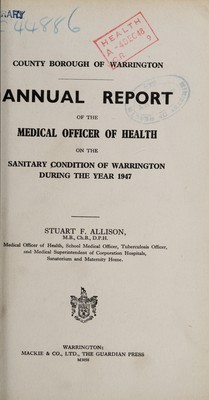 44886
HEALTH
COUNTY BOROUGH OF WARRINGTON
ANNUAL REPORT
OF THE
MEDICAL OFFICER OF HEALTH
ON THE
SANITARY CONDITION OF WARRINGTON
DURING THE YEAR 1947
STUART F. ALLISON,
M.B., Ch.B., D.P.H.
Medical Officer of Health, School Medical Officer, Tuberculosis Officer,
and Medical Superintendent of Corporation Hospitals,
Sanatorium and Maternity Home.
WARRINGTON:
MACKIE & CO., LTD., THE GUARDIAN PRESS